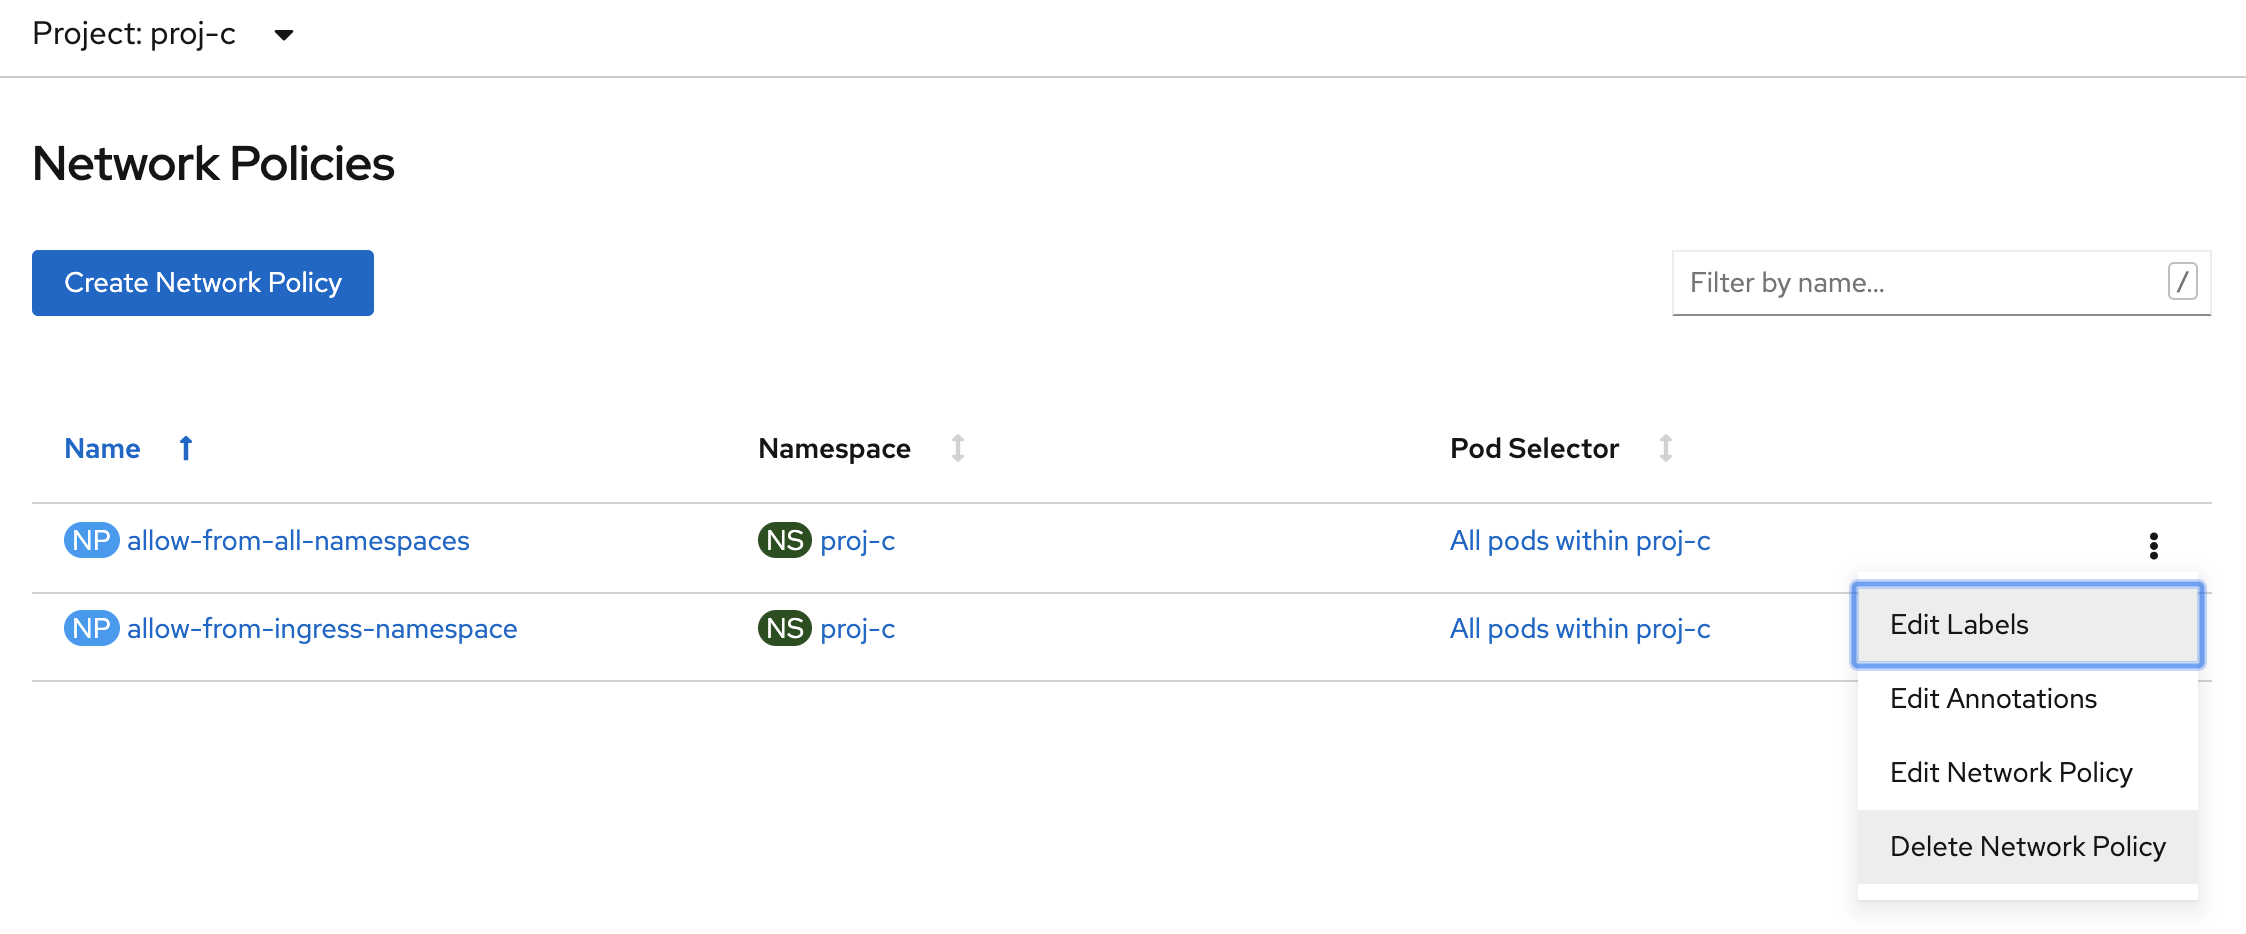 Project: proj-c
Network Policies
Create Network Policy
Filter by name...
/
Name
Namespace
Pod Selector
NP allow-from-all-namespaces
NS proj-c
All pods within proj-c
NP allow-from-ingress-namespace
NS proj-c
All pods within proj-c
Edit Labels
Edit Annotations
Edit Network Policy
Delete Network Policy